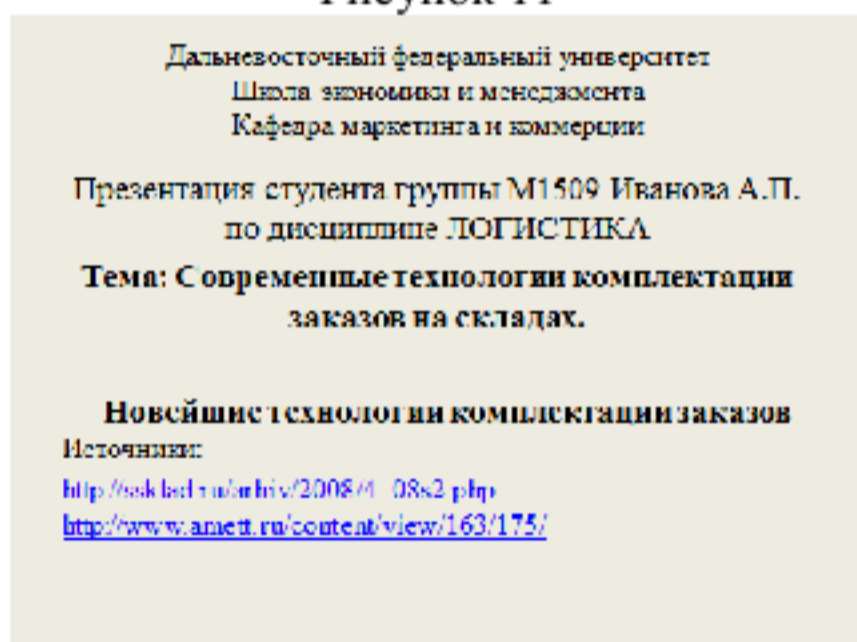 Дальневосточный федеральный университет
Школа экономики и менеджмента
Кафедра маркетинга и коммерции
Презентация студента группы М1509 Иванова А.П.
по дисциплине ЛОГИСТИКА
Тема: Современные технологии комплектации
заказов на складах.
Новейшие технологии комплектации заказов
Источники:
http://www.amett.ru/content/view/163/175/